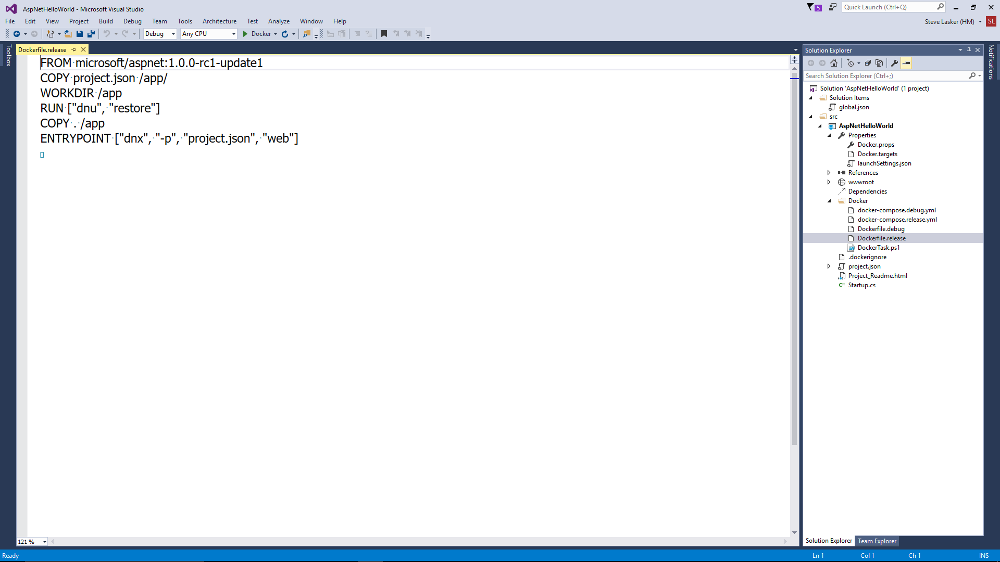 AspNetHelloWorld - Microsoft Visual Studio
5
Quick Launch (Ctrl+Q)
File Edit View Project Build Debug Team Tools Architecture Test Analyze Window Help
Steve Lasker (HM) SL
Debug Any CPU Docker
Toolbox
Dockerfile.release
FROM microsoft/aspnet:1.0.0-rc1-update1
COPY project.json /app/
WORKDIR /app
RUN ["dnu", "restore"]
COPY . /app
ENTRYPOINT ["dnx", "-p", "project.json", "web"]
121 %
Solution Explorer
Search Solution Explorer (Ctrl+;)
Solution 'AspNetHelloWorld' (1 project)
Solution Items
global.json
src
AspNetHelloWorld
Properties
Docker.props
Docker.targets
launchSettings.json
References
wwwroot
Dependencies
Docker
docker-compose.debug.yml
docker-compose.release.yml
Dockerfile.debug
Dockerfile.release
DockerTask.ps1
.dockerignore
project.json
Project_Readme.html
C# Startup.cs
Solution Explorer Team Explorer
Notifications
Ready Ln 1 Col 1 Ch 1 INS